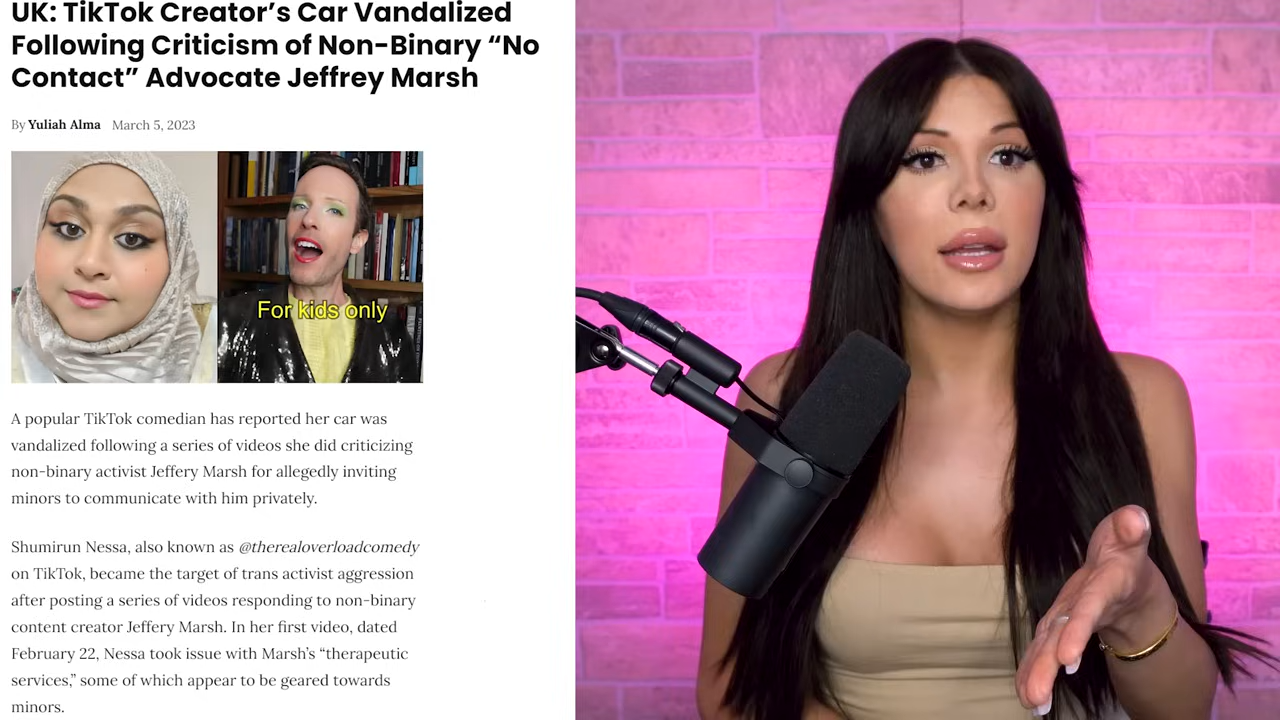 UK: TikTok Creator’s Car Vandalized
Following Criticism of Non-Binary “No
Contact” Advocate Jeffrey Marsh
By Yuliah Alma March 5, 2023
For kids only
A popular TikTok comedian has reported her car was
vandalized following a series of videos she did criticizing
non-binary activist Jeffery Marsh for allegedly inviting
minors to communicate with him privately.
Shumirun Nessa, also known as @therealoverloadcomedy
on TikTok, became the target of trans activist aggression
after posting a series of videos responding to non-binary
content creator Jeffery Marsh. In her first video, dated
February 22, Nessa took issue with Marsh’s “therapeutic
services,” some of which appear to be geared towards
minors.